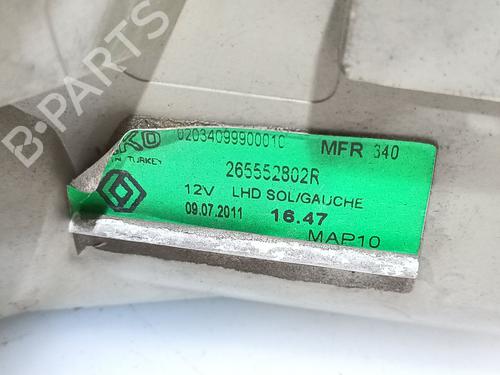 B-PARTS
0203409990001C MFR 340
TURKEY
265552802R
12V LHD SOL/GAUCHE
09.07.2011 16.47
MAP10